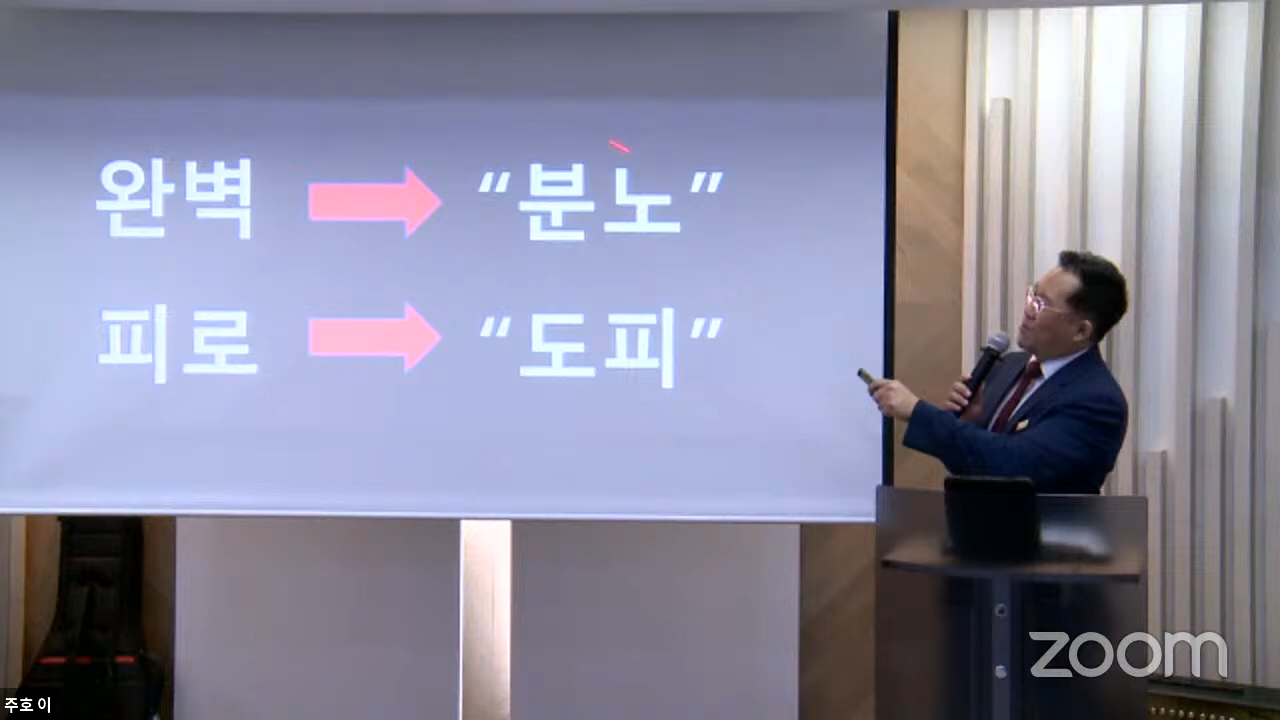 완벽 → “분노”
피로 → “도피”
zoom
주호 이